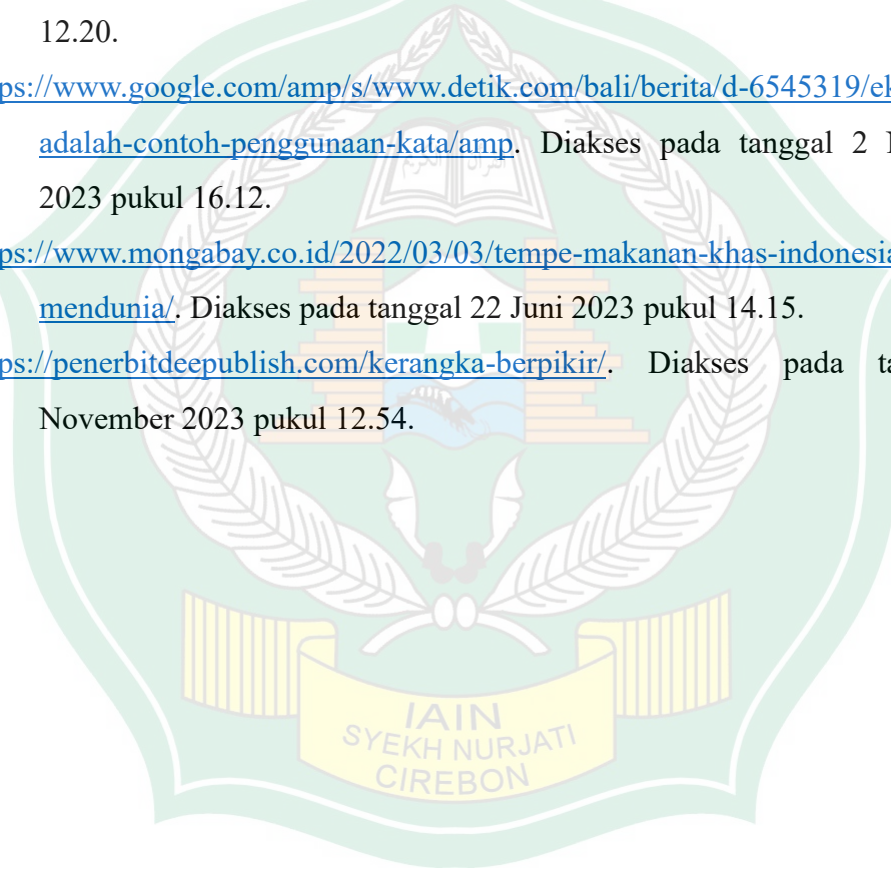 12.20.
ps://www.google.com/amp/s/www.detik.com/bali/berita/d-6545319/ek
adalah-contoh-penggunaan-kata/amp. Diakses pada tanggal 2
2023 pukul 16.12.
ps://www.mongabay.co.id/2022/03/03/tempe-makanan-khas-indonesia
mendunia/. Diakses pada tanggal 22 Juni 2023 pukul 14.15.
ps://penerbitdeepublish.com/kerangka-berpikir/. Diakses pada ta
November 2023 pukul 12.54.
IAIN
SYEKH NURJATI
CIREBON